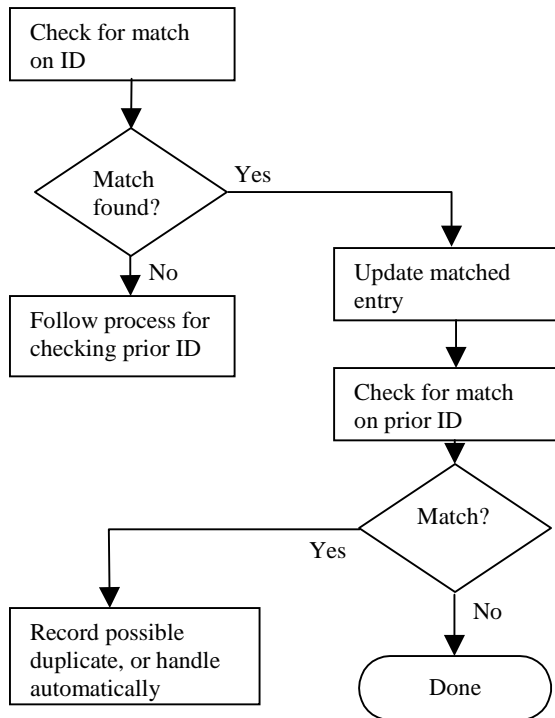 Check for match
on ID
Match
found?
Yes
No
Follow process for
checking prior ID
Update matched
entry
Check for match
on prior ID
Match?
Yes
No
Record possible
duplicate, or handle
automatically
Done